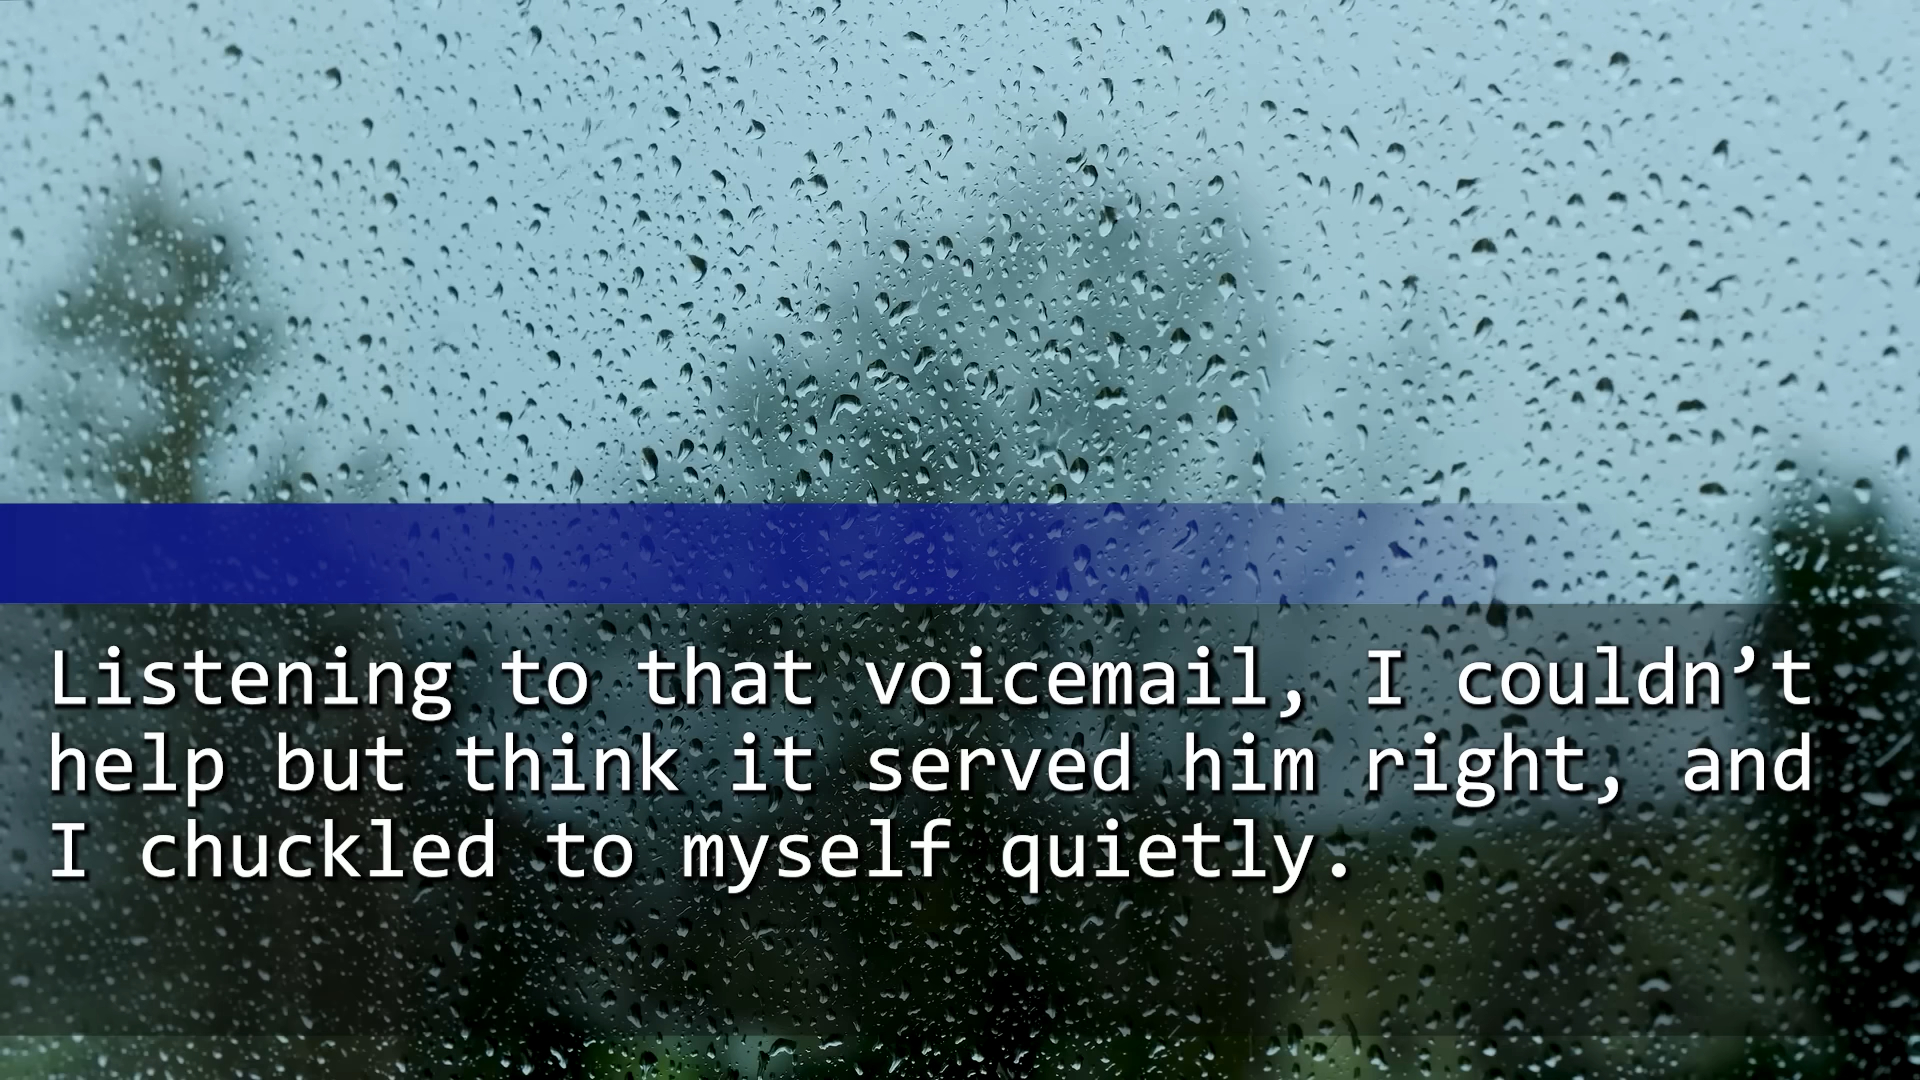 Listening to that voicemail, I couldn’t
help but think it served him right, and
I chuckled to myself quietly.